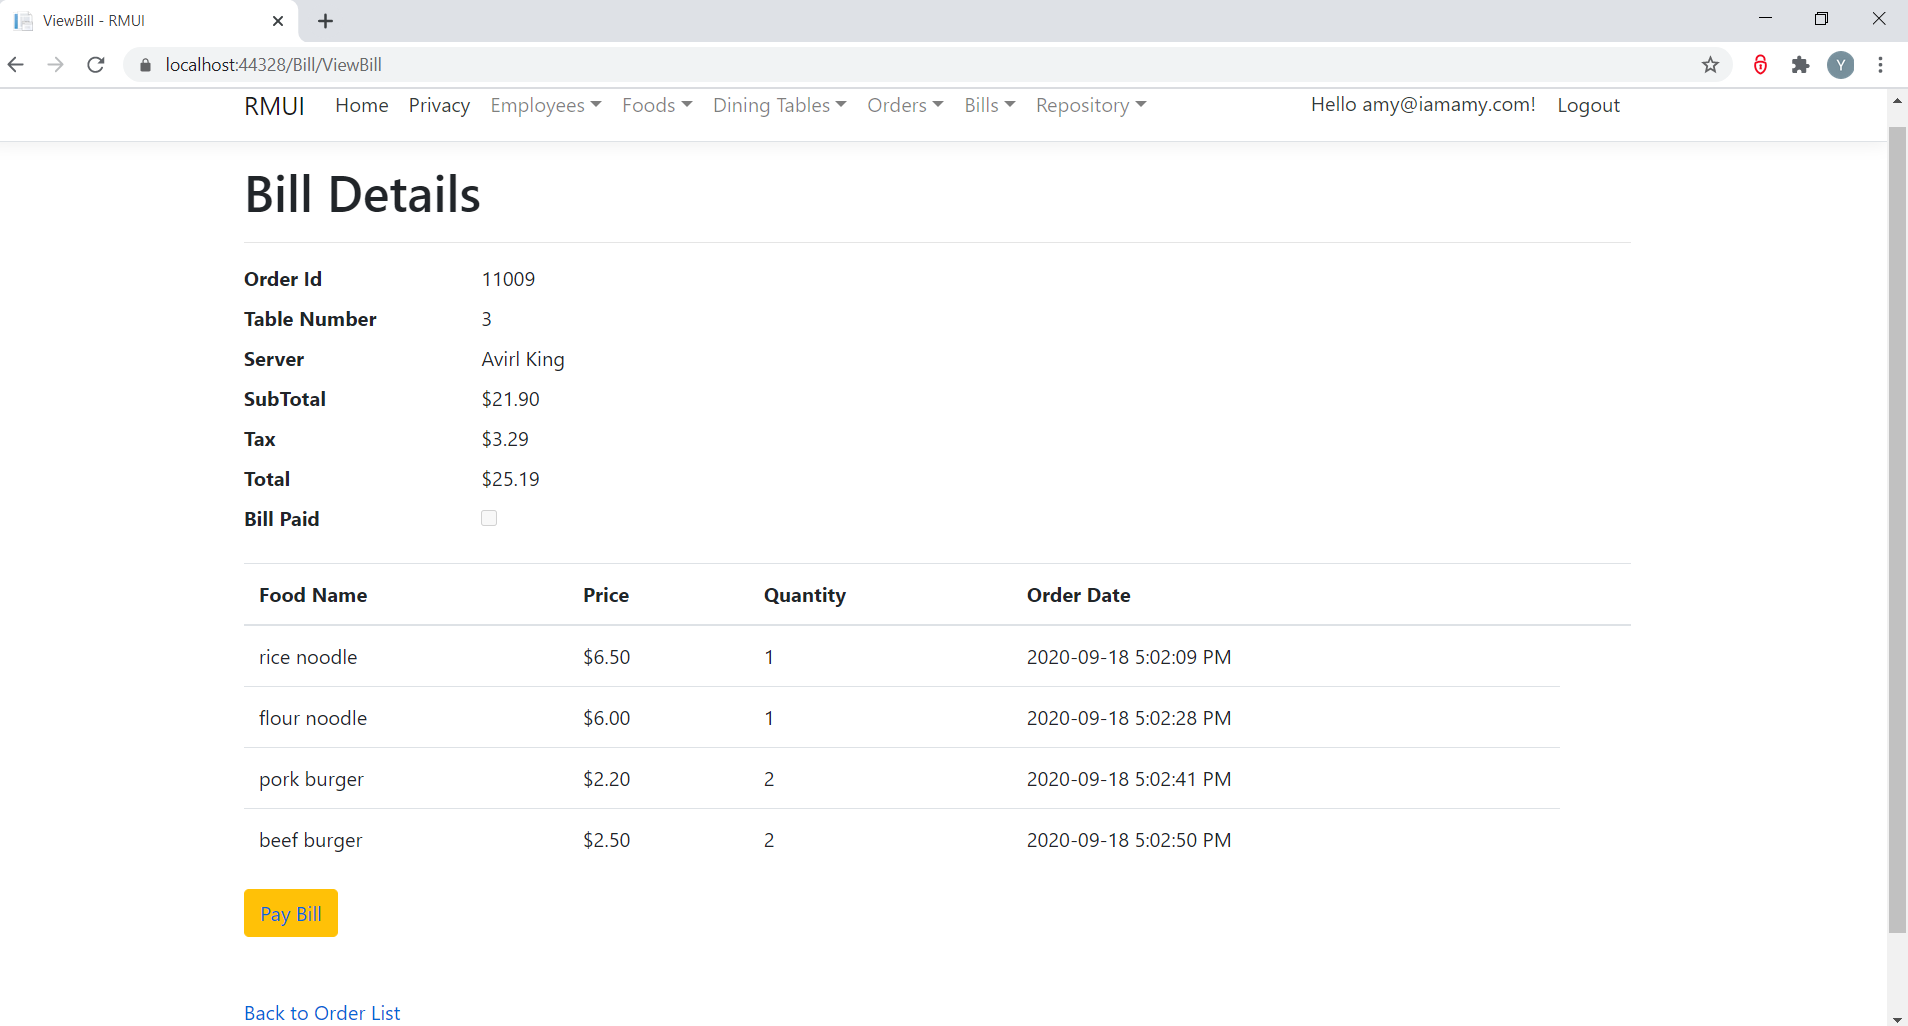 ViewBill - RMUI
localhost:44328/Bill/ViewBill
Y
RMUI Home Privacy Employees Foods Dining Tables Orders Bills Repository Hello amy@iamamy.com! Logout
Bill Details
Order Id 11009
Table Number 3
Server Avirl King
SubTotal $21.90
Tax $3.29
Total $25.19
Bill Paid
Food Name Price Quantity Order Date
rice noodle $6.50 1 2020-09-18 5:02:09 PM
flour noodle $6.00 1 2020-09-18 5:02:28 PM
pork burger $2.20 2 2020-09-18 5:02:41 PM
beef burger $2.50 2 2020-09-18 5:02:50 PM
Pay Bill
Back to Order List